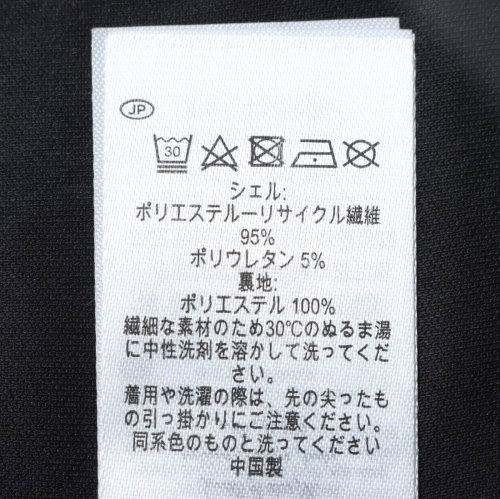 JP
30
シェル:
ポリエステルーリサイクル繊維
95%
ポリウレタン 5%
裏地:
ポリエステル 100%
繊細な素材のため30℃のぬるま湯
に中性洗剤を溶かして洗ってくだ
さい。
着用や洗濯の際は、先の尖ったも
の引っ掛かりにご注意ください。
同系色のものと洗ってください
中国製